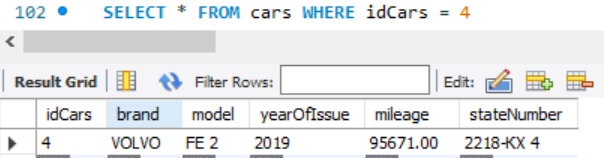 102 SELECT * FROM cars WHERE idCars = 4
Result Grid Filter Rows: Edit:
idCars brand model yearOfIssue mileage stateNumber
4 VOLVO FE 2 2019 95671.00 2218-KX 4